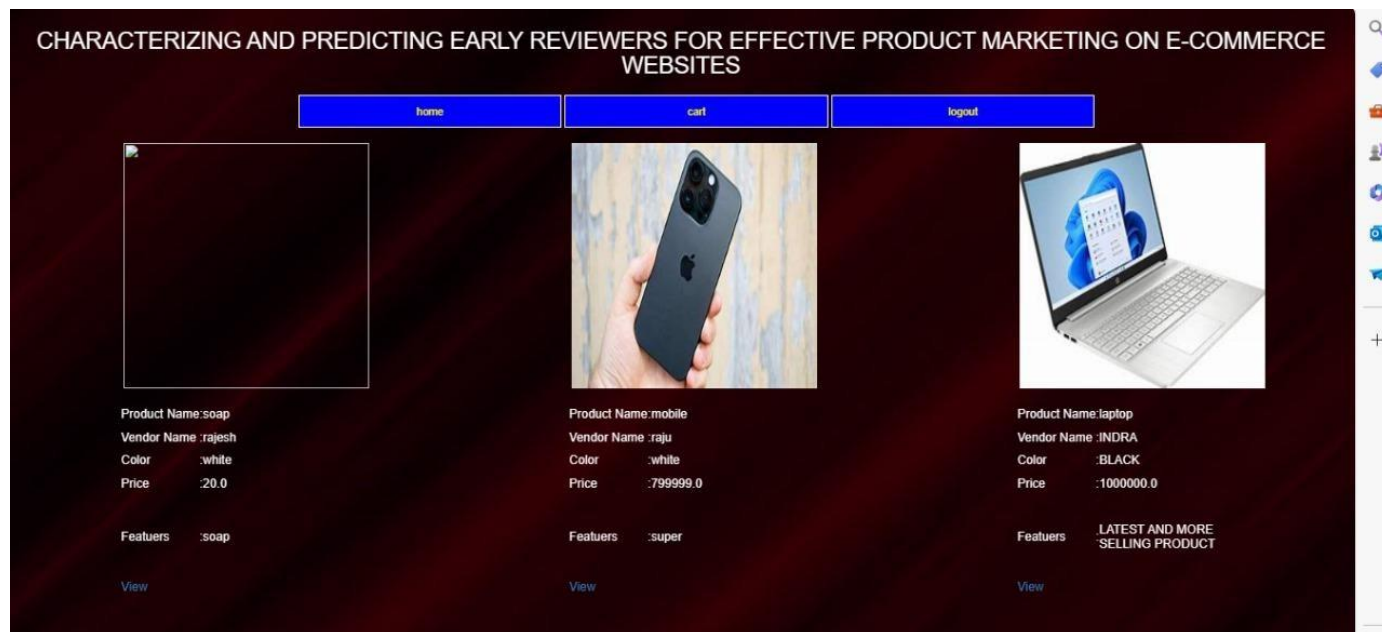 CHARACTERIZING AND PREDICTING EARLY REVIEWERS FOR EFFECTIVE PRODUCT MARKETING ON E-COMMERCE
WEBSITES
home
cart
logout
Product Name:soap
Vendor Name :rajesh
Color :white
Price :20.0
Featuers :soap
View
Product Name:mobile
Vendor Name :raju
Color :white
Price :799999.0
Featuers :super
View
Product Name:laptop
Vendor Name :INDRA
Color :BLACK
Price :1000000.0
Featuers :LATEST AND MORE
SELLING PRODUCT
View